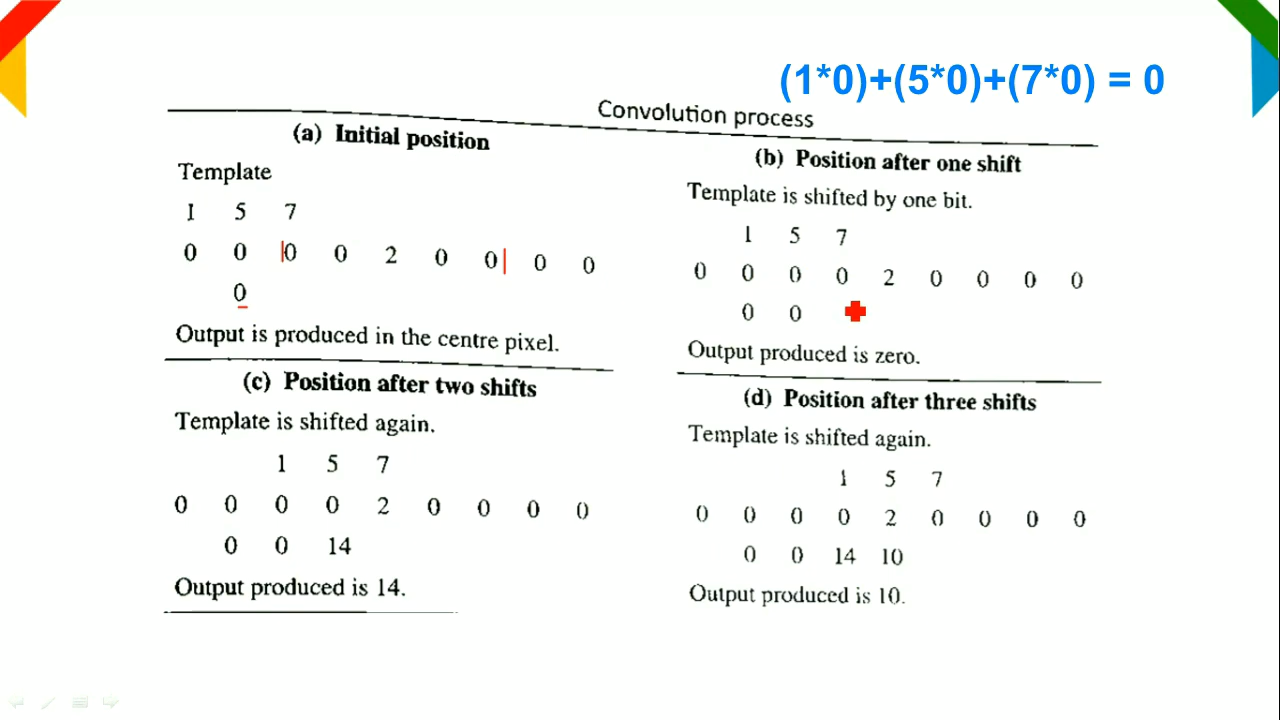 (1*0)+(5*0)+(7*0) = 0
Convolution process
(a) Initial position
Template
1 5 7
0 0 0 0 2 0 0 0 0
0
Output is produced in the centre pixel.
(b) Position after one shift
Template is shifted by one bit.
1 5 7
0 0 0 0 2 0 0 0 0
0 0
Output produced is zero.
(c) Position after two shifts
Template is shifted again.
1 5 7
0 0 0 0 2 0 0 0 0
0 0 14
Output produced is 14.
(d) Position after three shifts
Template is shifted again.
1 5 7
0 0 0 0 2 0 0 0 0
0 0 14 10
Output produced is 10.